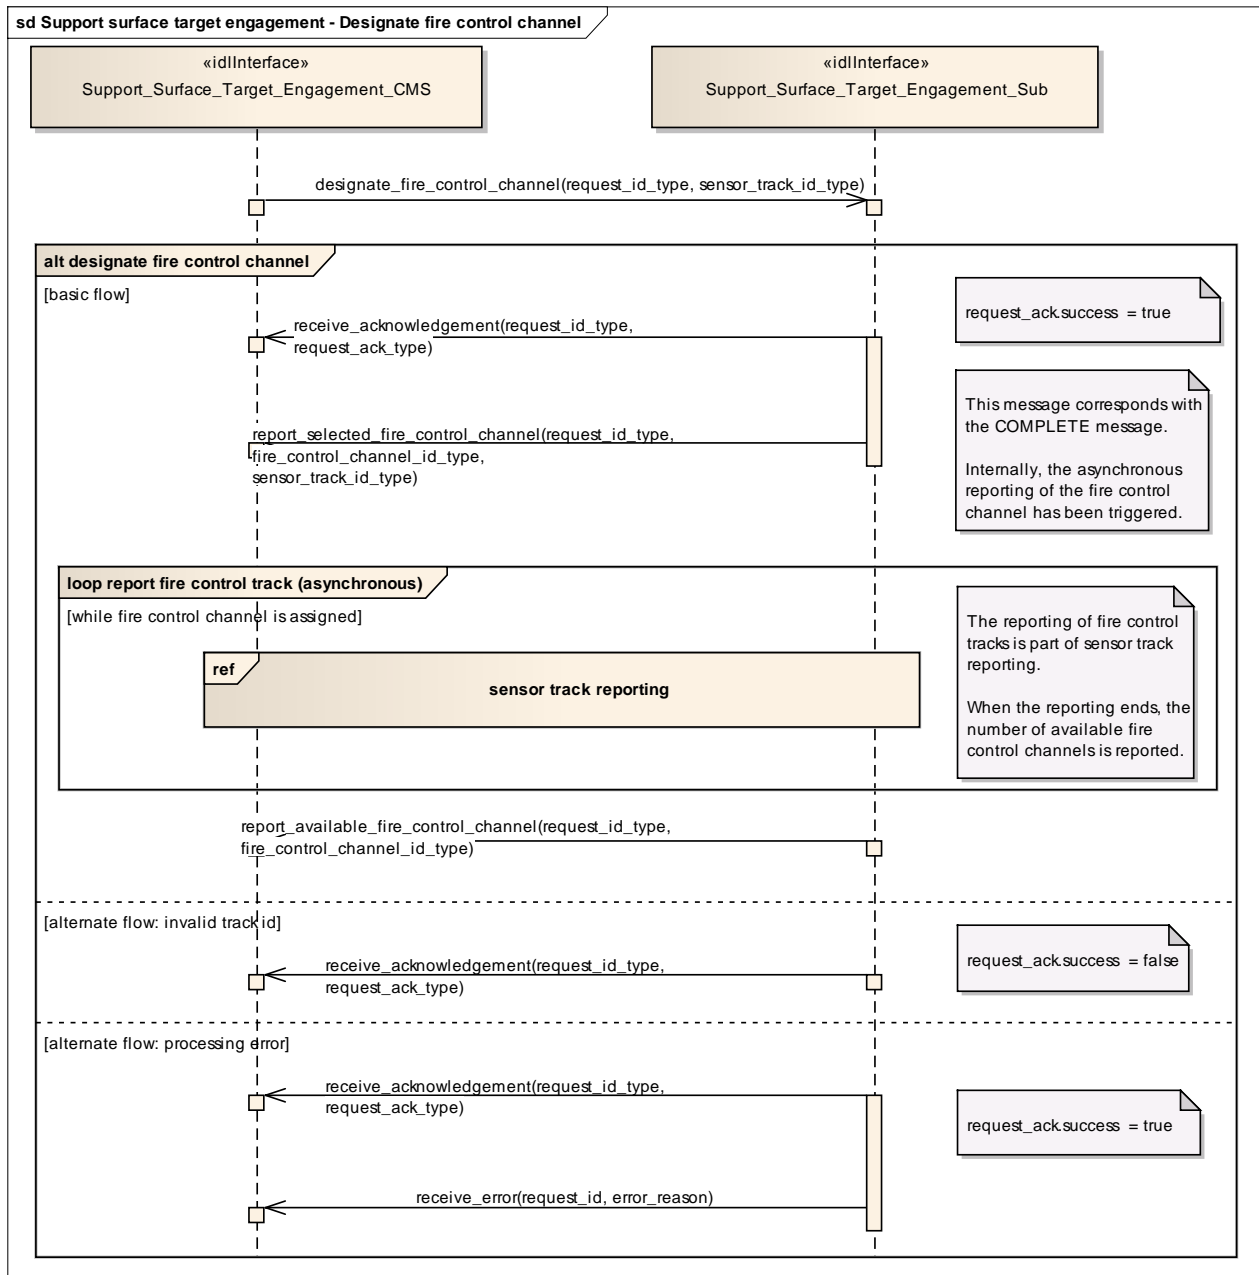 sd Support surface target engagement - Designate fire control channel
«idlInterface»
Support_Surface_Target_Engagement_CMS
«idlInterface»
Support_Surface_Target_Engagement_Sub
designate_fire_control_channel(request_id_type, sensor_track_id_type)
alt designate fire control channel
[basic flow]
request_ack.success = true
receive_acknowledgement(request_id_type,
request_ack_type)
This message corresponds with
the COMPLETE message.
Internally, the asynchronous
reporting of the fire control
channel has been triggered.
report_selected_fire_control_channel(request_id_type,
fire_control_channel_id_type,
sensor_track_id_type)
loop report fire control track (asynchronous)
[while fire control channel is assigned]
The reporting of fire control
tracks is part of sensor track
reporting.
When the reporting ends, the
number of available fire
control channels is reported.
ref
sensor track reporting
report_available_fire_control_channel(request_id_type,
fire_control_channel_id_type)
[alternate flow: invalid track id]
request_ack.success = false
receive_acknowledgement(request_id_type,
request_ack_type)
[alternate flow: processing error]
receive_acknowledgement(request_id_type,
request_ack_type)
request_ack.success = true
receive_error(request_id, error_reason)